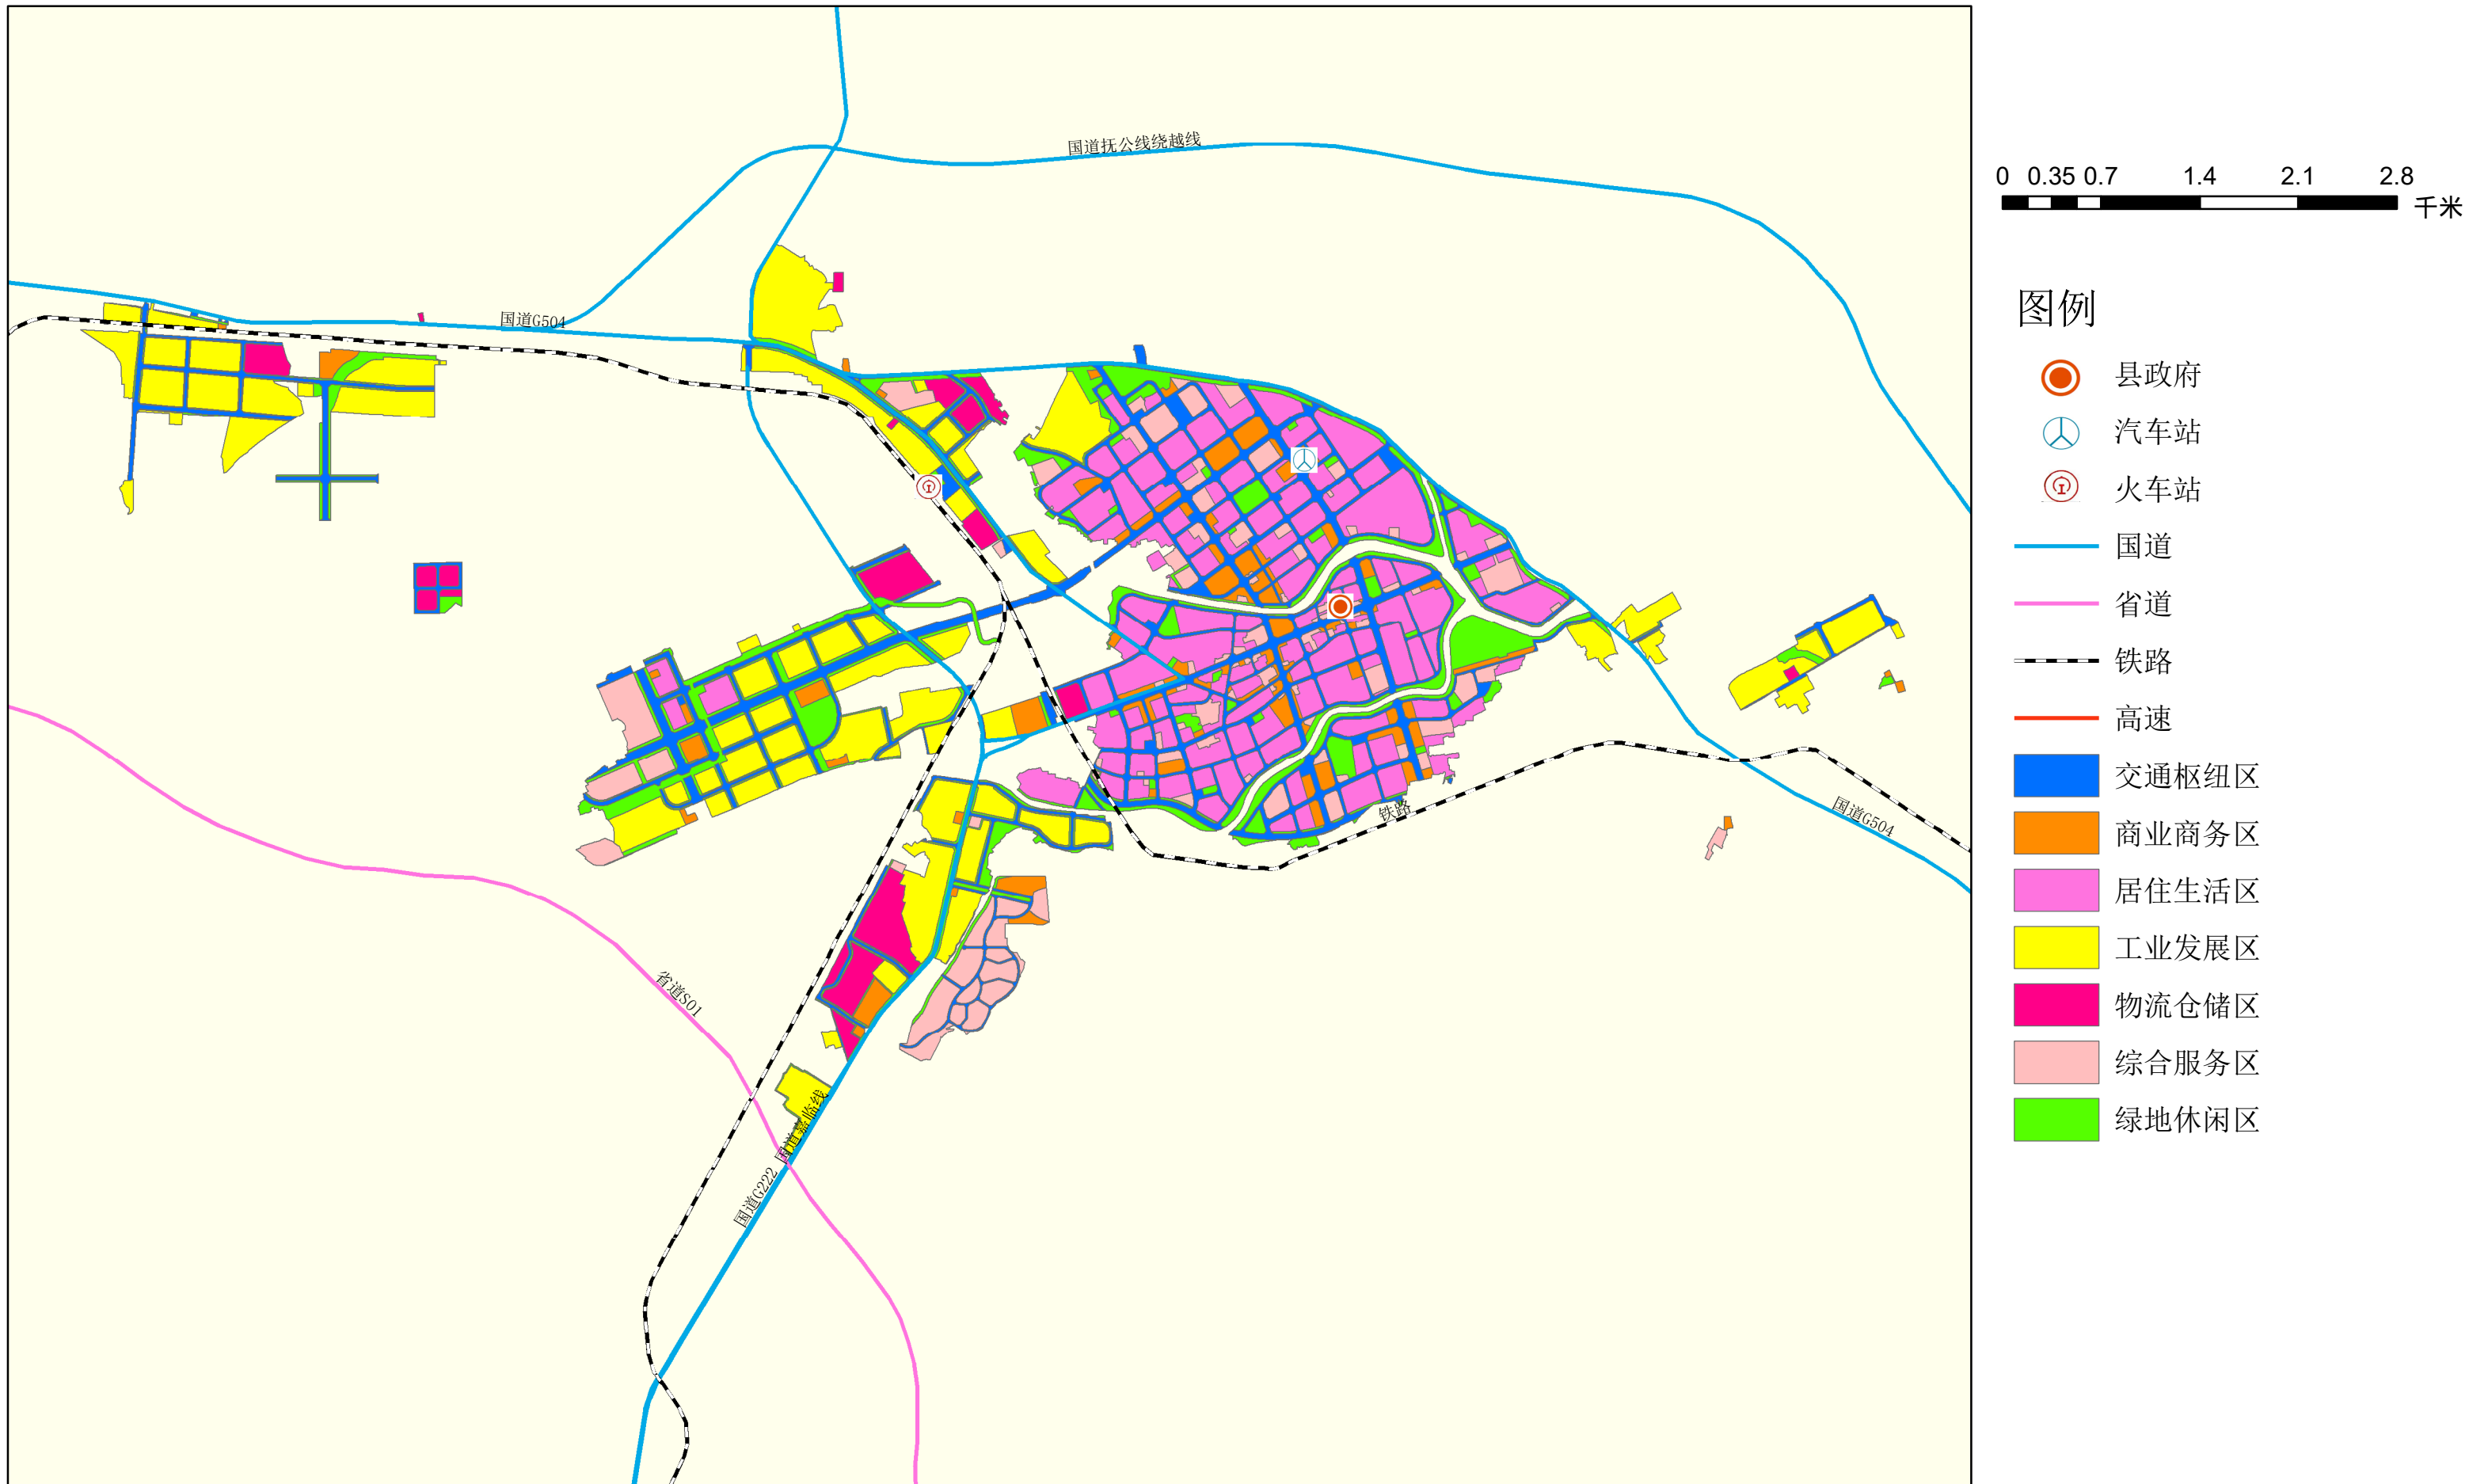 国道抚公线绕越线
国道G504
铁路
国道G504
省道S01
国道嘉临线
国道G222
0 0.35 0.7 1.4 2.1 2.8
千米
图例
县政府
汽车站
火车站
国道
省道
铁路
高速
交通枢纽区
商业商务区
居住生活区
工业发展区
物流仓储区
综合服务区
绿地休闲区